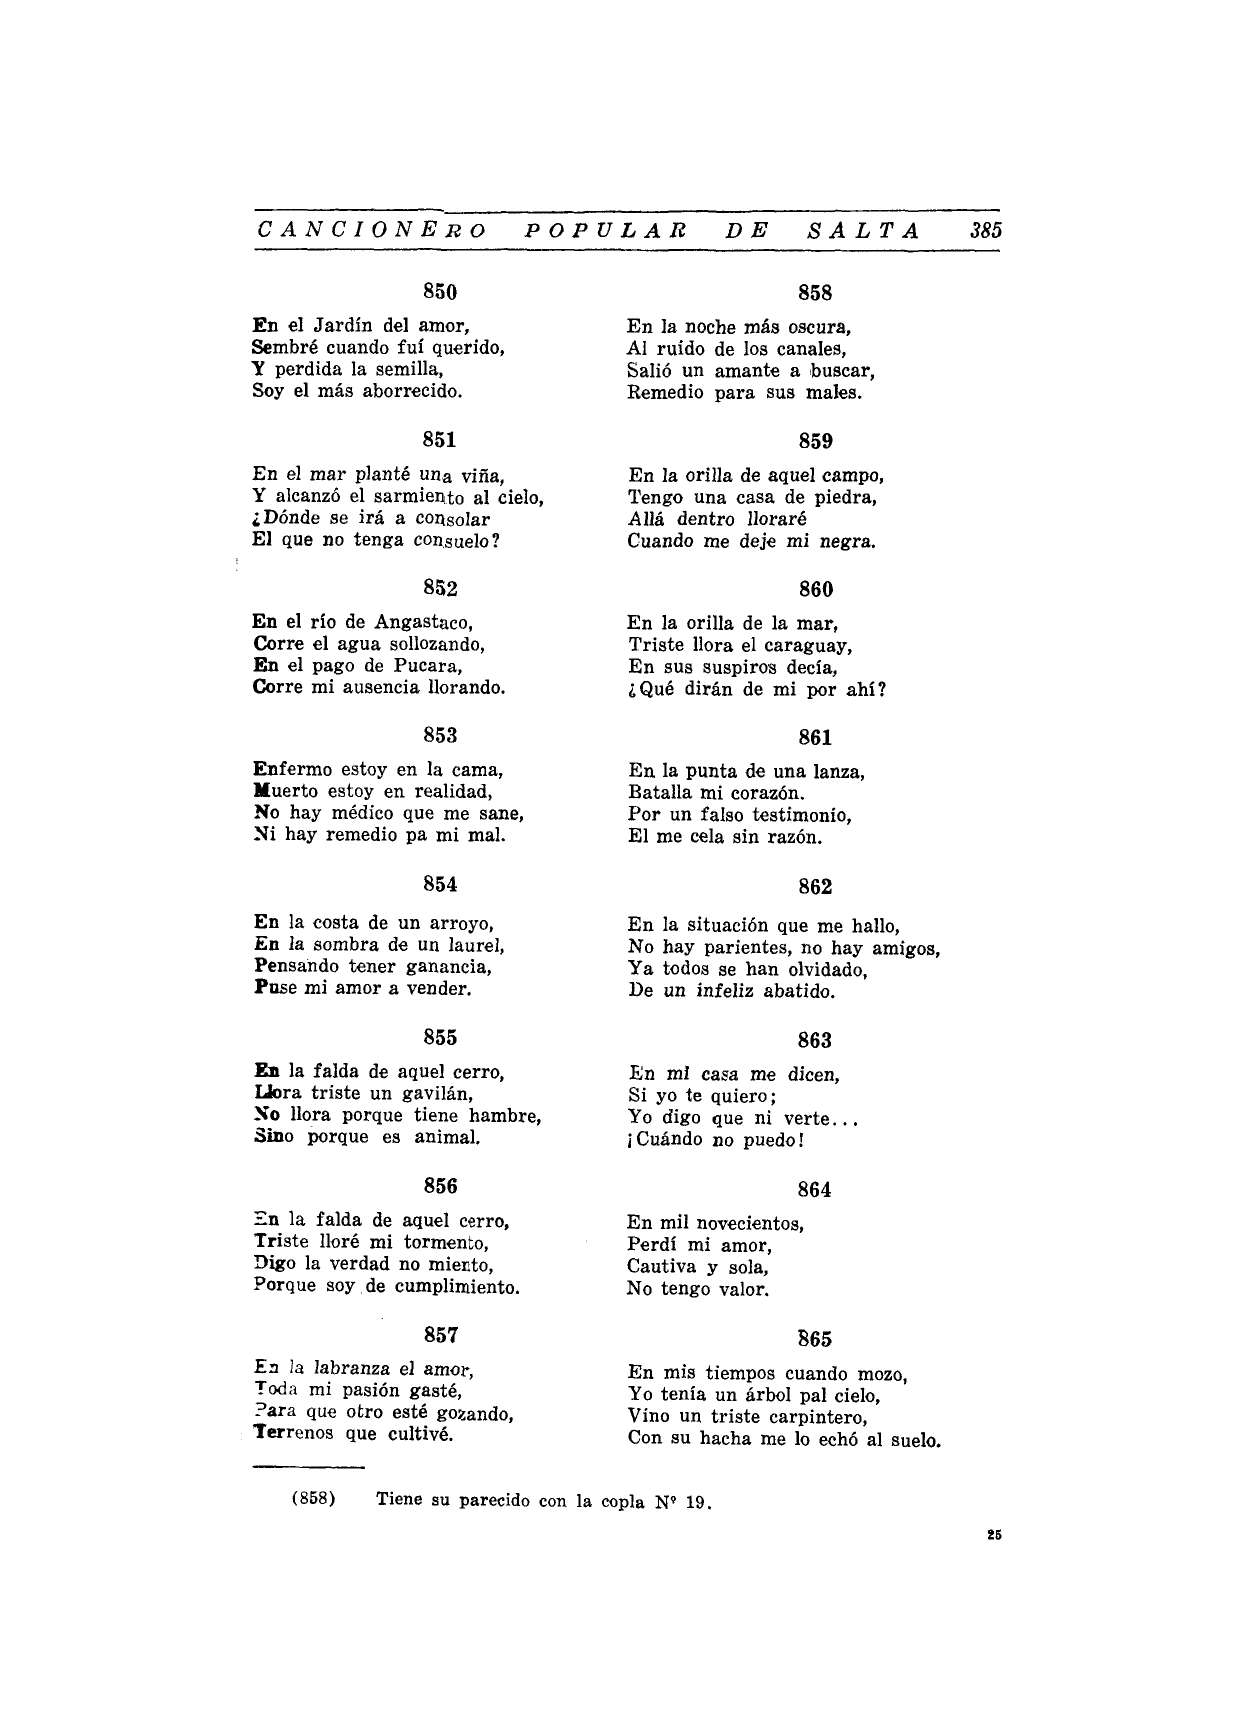 CANCIONERO POPULAR DE SALTA 385
850
En el Jardín del amor,
Sembré cuando fuí querido,
Y perdida la semilla,
Soy el más aborrecido.
851
En el mar planté una viña,
Y alcanzó el sarmiento al cielo,
¿Dónde se irá a consolar
El que no tenga consuelo?
852
En el río de Angastaco,
Corre el agua sollozando,
En el pago de Pucara,
Corre mi ausencia llorando.
853
Enfermo estoy en la cama,
Muerto estoy en realidad,
No hay médico que me sane,
Ni hay remedio pa mi mal.
854
En la costa de un arroyo,
En la sombra de un laurel,
Pensando tener ganancia,
Puse mi amor a vender.
855
En la falda de aquel cerro,
Llora triste un gavilán,
No llora porque tiene hambre,
Sino porque es animal.
856
En la falda de aquel cerro,
Triste lloré mi tormento,
Digo la verdad no miento,
Porque soy de cumplimiento.
857
En la labranza el amor,
Toda mi pasión gasté,
Para que otro esté gozando,
Terrenos que cultivé.
858
En la noche más oscura,
Al ruido de los canales,
Salió un amante a buscar,
Remedio para sus males.
859
En la orilla de aquel campo,
Tengo una casa de piedra,
Allá dentro lloraré
Cuando me deje mi negra.
860
En la orilla de la mar,
Triste llora el caraguay,
En sus suspiros decía,
¿Qué dirán de mi por ahí?
861
En la punta de una lanza,
Batalla mi corazón.
Por un falso testimonio,
El me cela sin razón.
862
En la situación que me hallo,
No hay parientes, no hay amigos,
Ya todos se han olvidado,
De un infeliz abatido.
863
En mi casa me dicen,
Si yo te quiero;
Yo digo que ni verte...
¡Cuándo no puedo!
864
En mil novecientos,
Perdí mi amor,
Cautiva y sola,
No tengo valor.
865
En mis tiempos cuando mozo,
Yo tenía un árbol pal cielo,
Vino un triste carpintero,
Con su hacha me lo echó al suelo.
(858) Tiene su parecido con la copla Nº 19.
25